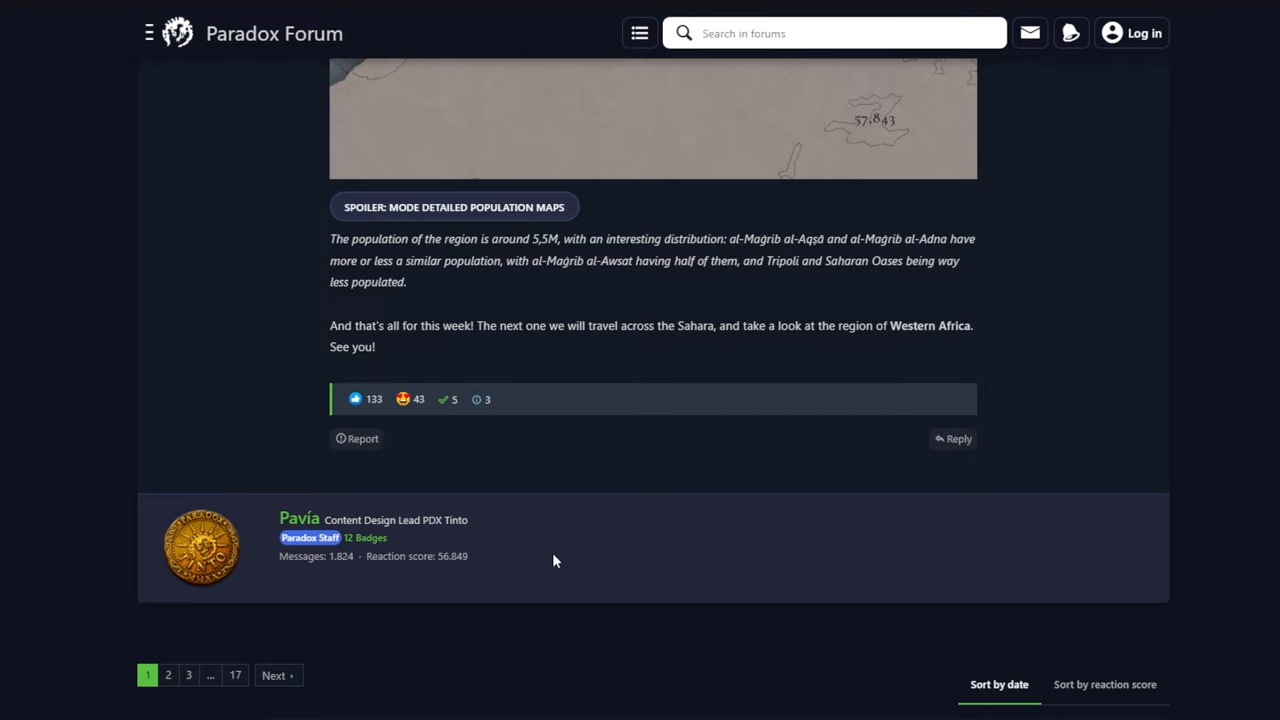 Paradox Forum
Search in forums
Log in
57,843
SPOILER: MODE DETAILED POPULATION MAPS
The population of the region is around 5,5M, with an interesting distribution: al-Maġrib al-Aqṣā and al-Maġrib al-Adna have
more or less a similar population, with al-Maġrib al-Awsat having half of them, and Tripoli and Saharan Oases being way
less populated.
And that's all for this week! The next one we will travel across the Sahara, and take a look at the region of Western Africa.
See you!
133 43 5 3
Report
Reply
PARADOX TINTO MMXX
Pavía Content Design Lead PDX Tinto
Paradox Staff 12 Badges
Messages: 1.824 · Reaction score: 56.849
1 2 3 ... 17 Next
Sort by date Sort by reaction score